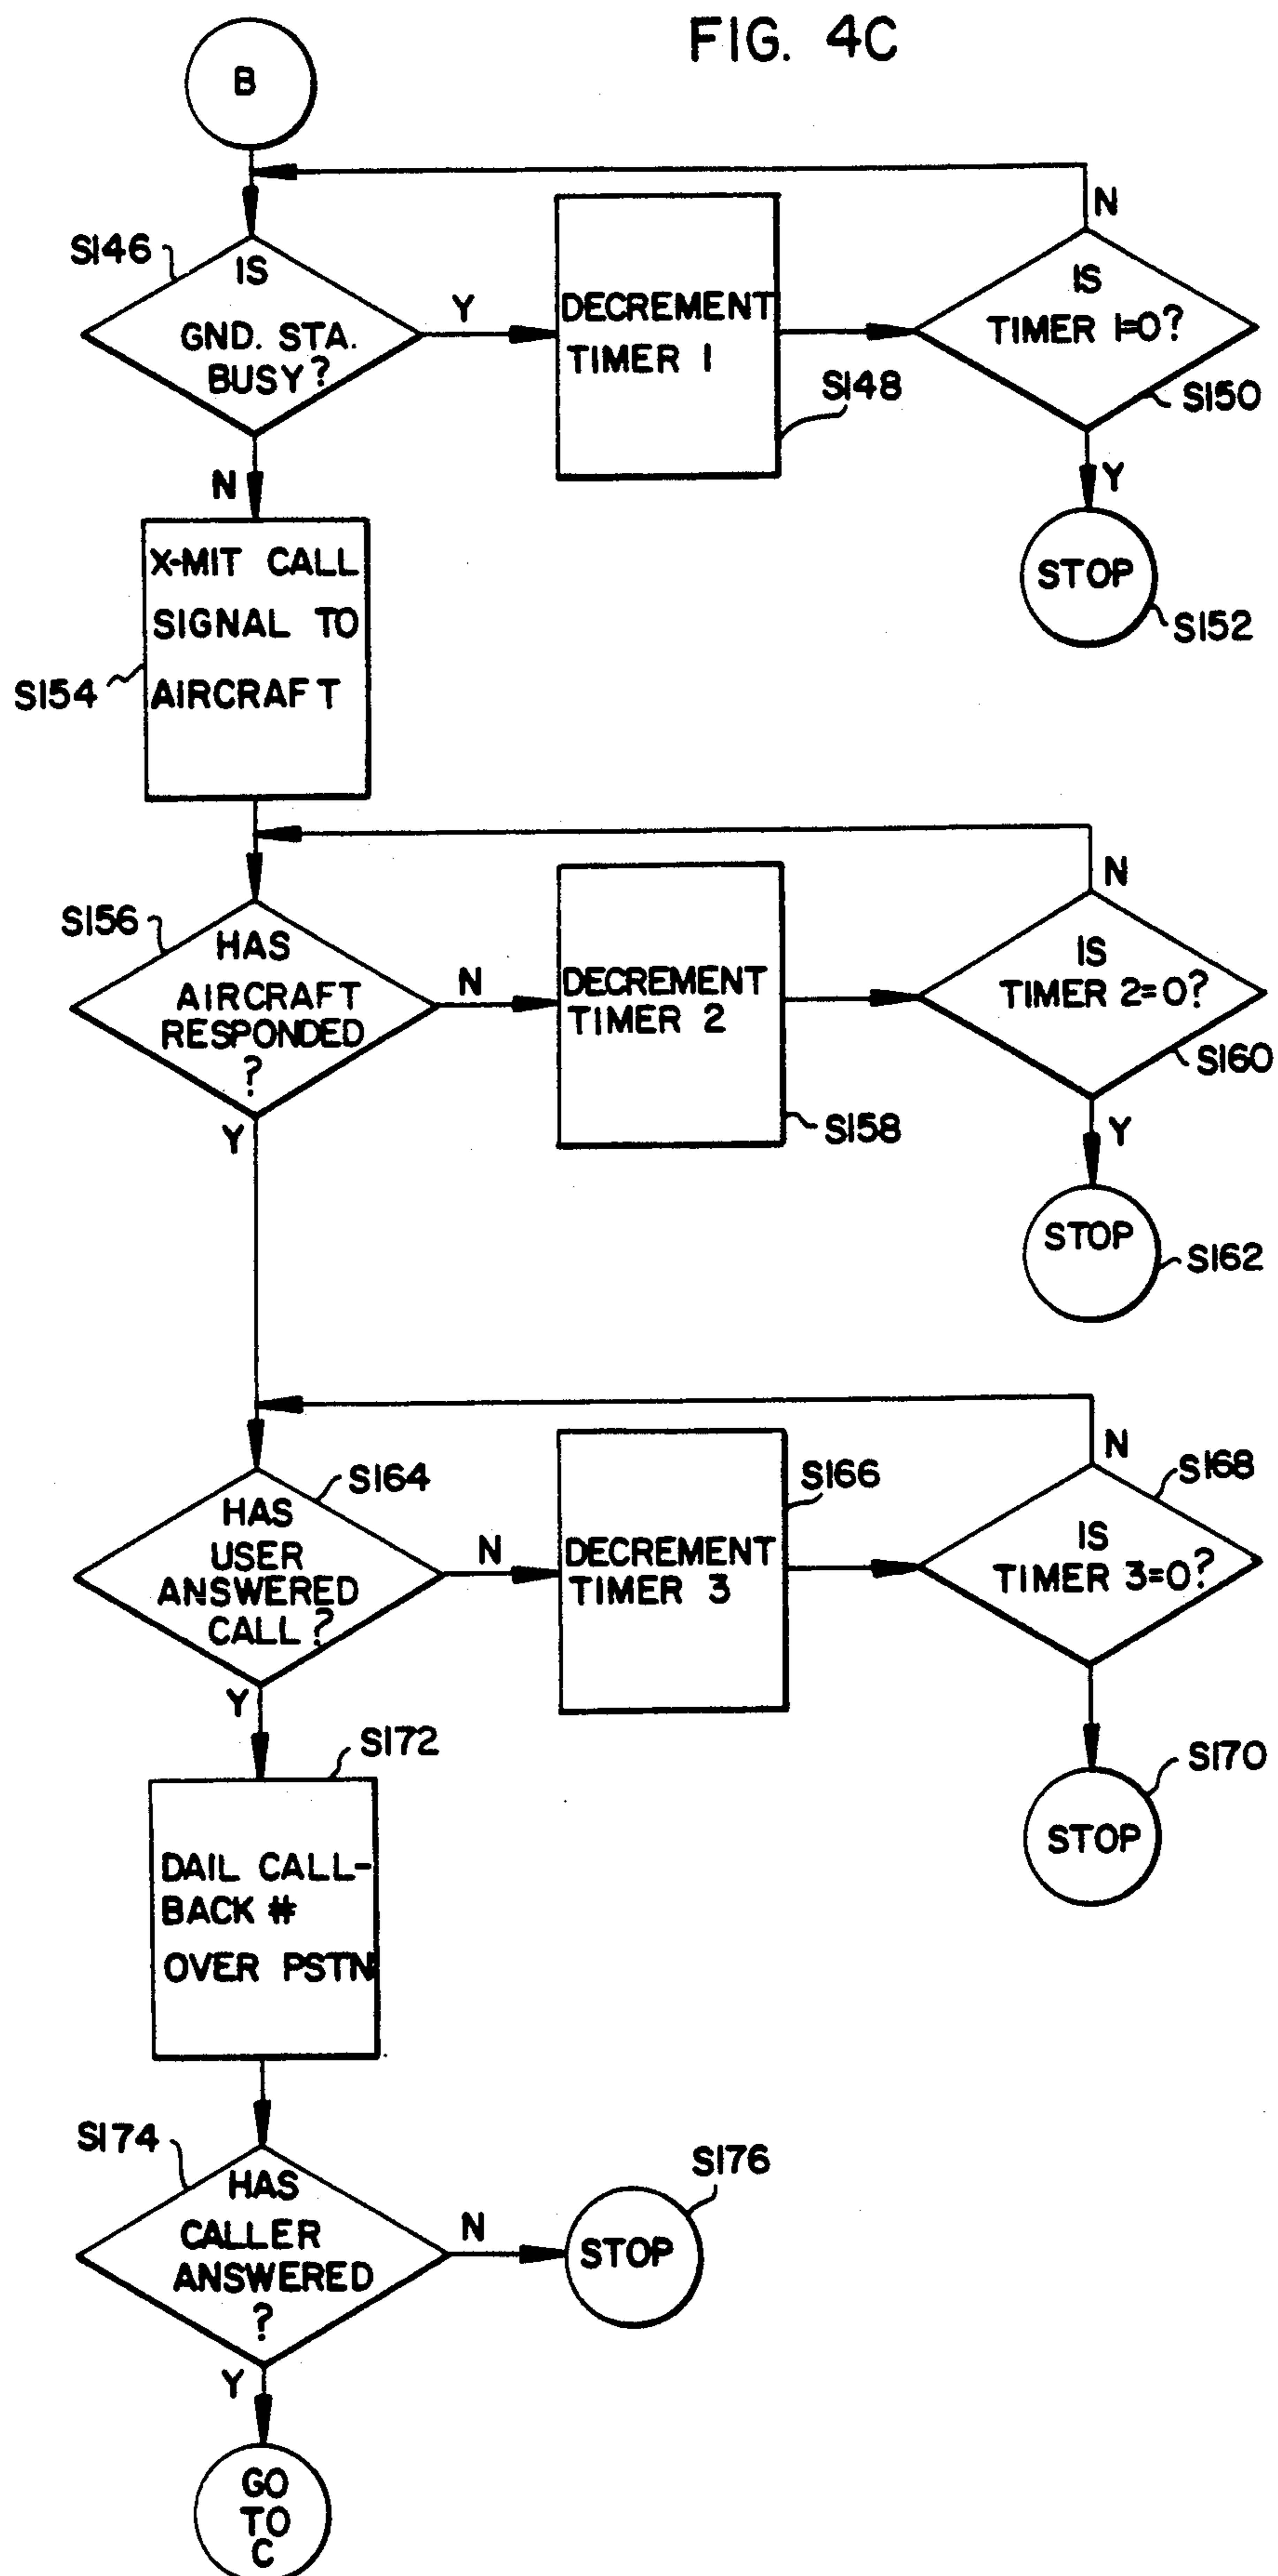 FIG. 4C
B
S146
IS
GND. STA.
BUSY?
Y
DECREMENT
TIMER 1
S148
N
IS
TIMER 1=0?
S150
Y
STOP
S152
N
X-MIT CALL
SIGNAL TO
AIRCRAFT
S154
S156
HAS
AIRCRAFT
RESPONDED
?
N
DECREMENT
TIMER 2
S158
N
IS
TIMER 2=0?
S160
Y
STOP
S162
Y
S164
HAS
USER
ANSWERED
CALL?
N
DECREMENT
TIMER 3
S166
N
S168
IS
TIMER 3=0?
S170
STOP
Y
S172
DAIL CALL-
BACK #
OVER PSTN
S174
HAS
CALLER
ANSWERED
?
N
S176
STOP
Y
GO
TO
C